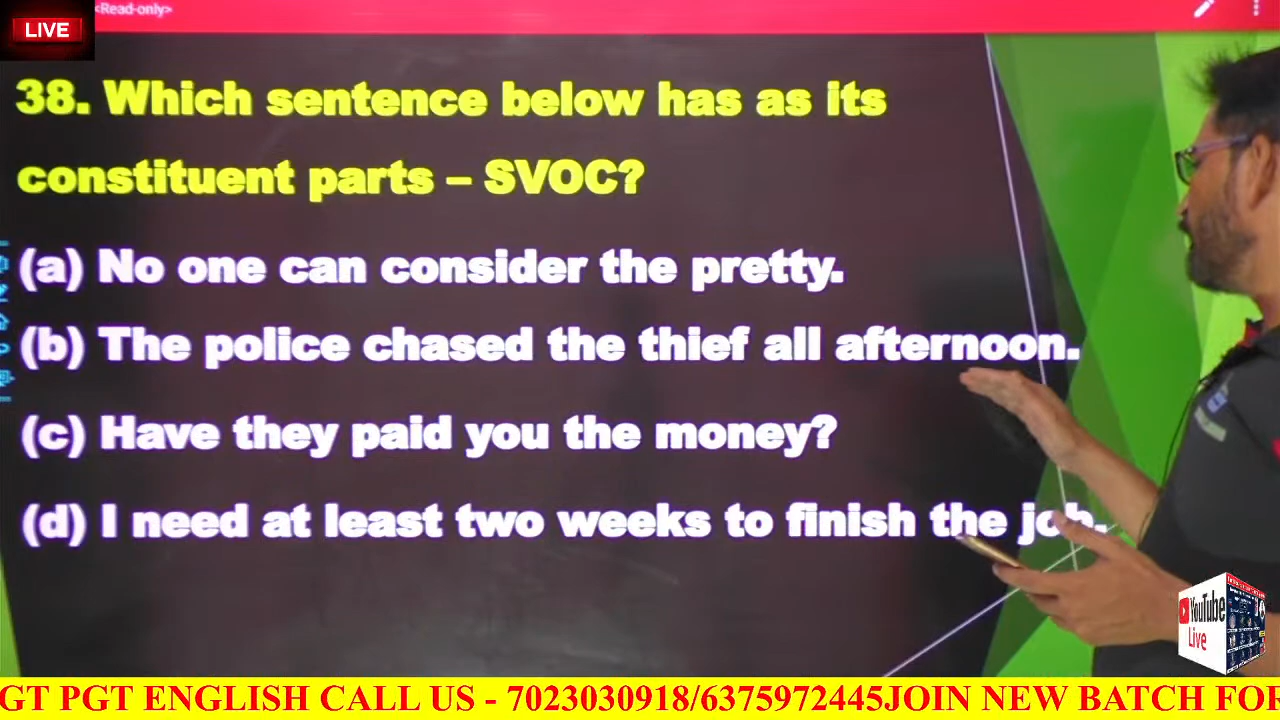 LIVE
<Read-only>
38. Which sentence below has as its
constituent parts – SVOC?
(a) No one can consider the pretty.
(b) The police chased the thief all afternoon.
(c) Have they paid you the money?
(d) I need at least two weeks to finish the job.
YouTube
Live
GT PGT ENGLISH CALL US - 7023030918/6375972445JOIN NEW BATCH FOR